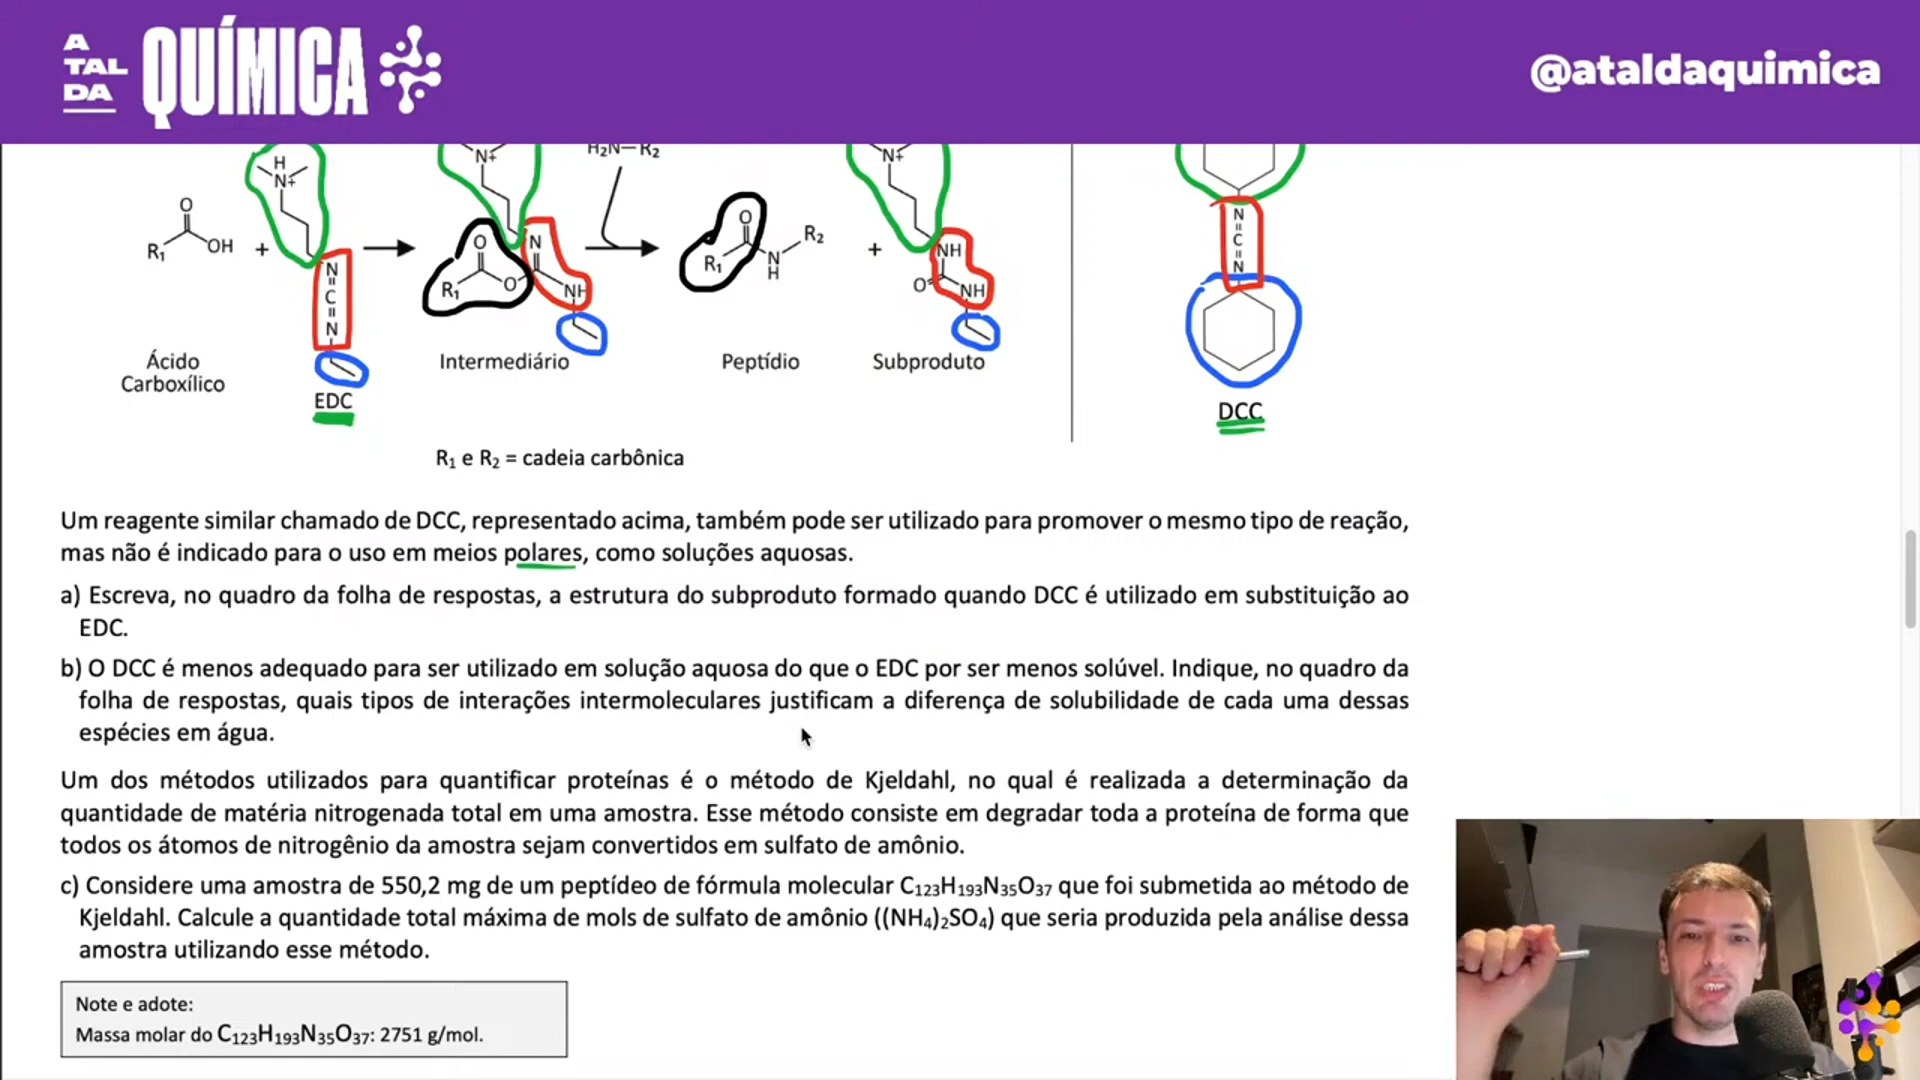 A
TAL
DA
QUÍMICA
@ataldaquimica
H
N+
N+
H₂N—R₂
N+
O
R₁
OH
+
N
C
N
O
R₁
O
N
NH
O
R₁
N
H
R₂
+
NH
O
NH
N
C
N
Ácido
Carboxílico
EDC
Intermediário
Peptídio
Subproduto
DCC
R₁ e R₂ = cadeia carbônica
Um reagente similar chamado de DCC, representado acima, também pode ser utilizado para promover o mesmo tipo de reação,
mas não é indicado para o uso em meios polares, como soluções aquosas.
a) Escreva, no quadro da folha de respostas, a estrutura do subproduto formado quando DCC é utilizado em substituição ao
EDC.
b) O DCC é menos adequado para ser utilizado em solução aquosa do que o EDC por ser menos solúvel. Indique, no quadro da
folha de respostas, quais tipos de interações intermoleculares justificam a diferença de solubilidade de cada uma dessas
espécies em água.
Um dos métodos utilizados para quantificar proteínas é o método de Kjeldahl, no qual é realizada a determinação da
quantidade de matéria nitrogenada total em uma amostra. Esse método consiste em degradar toda a proteína de forma que
todos os átomos de nitrogênio da amostra sejam convertidos em sulfato de amônio.
c) Considere uma amostra de 550,2 mg de um peptídeo de fórmula molecular C₁₂₃H₁₉₃N₃₅O₃₇ que foi submetida ao método de
Kjeldahl. Calcule a quantidade total máxima de mols de sulfato de amônio ((NH₄)₂SO₄) que seria produzida pela análise dessa
amostra utilizando esse método.
Note e adote:
Massa molar do C₁₂₃H₁₉₃N₃₅O₃₇: 2751 g/mol.